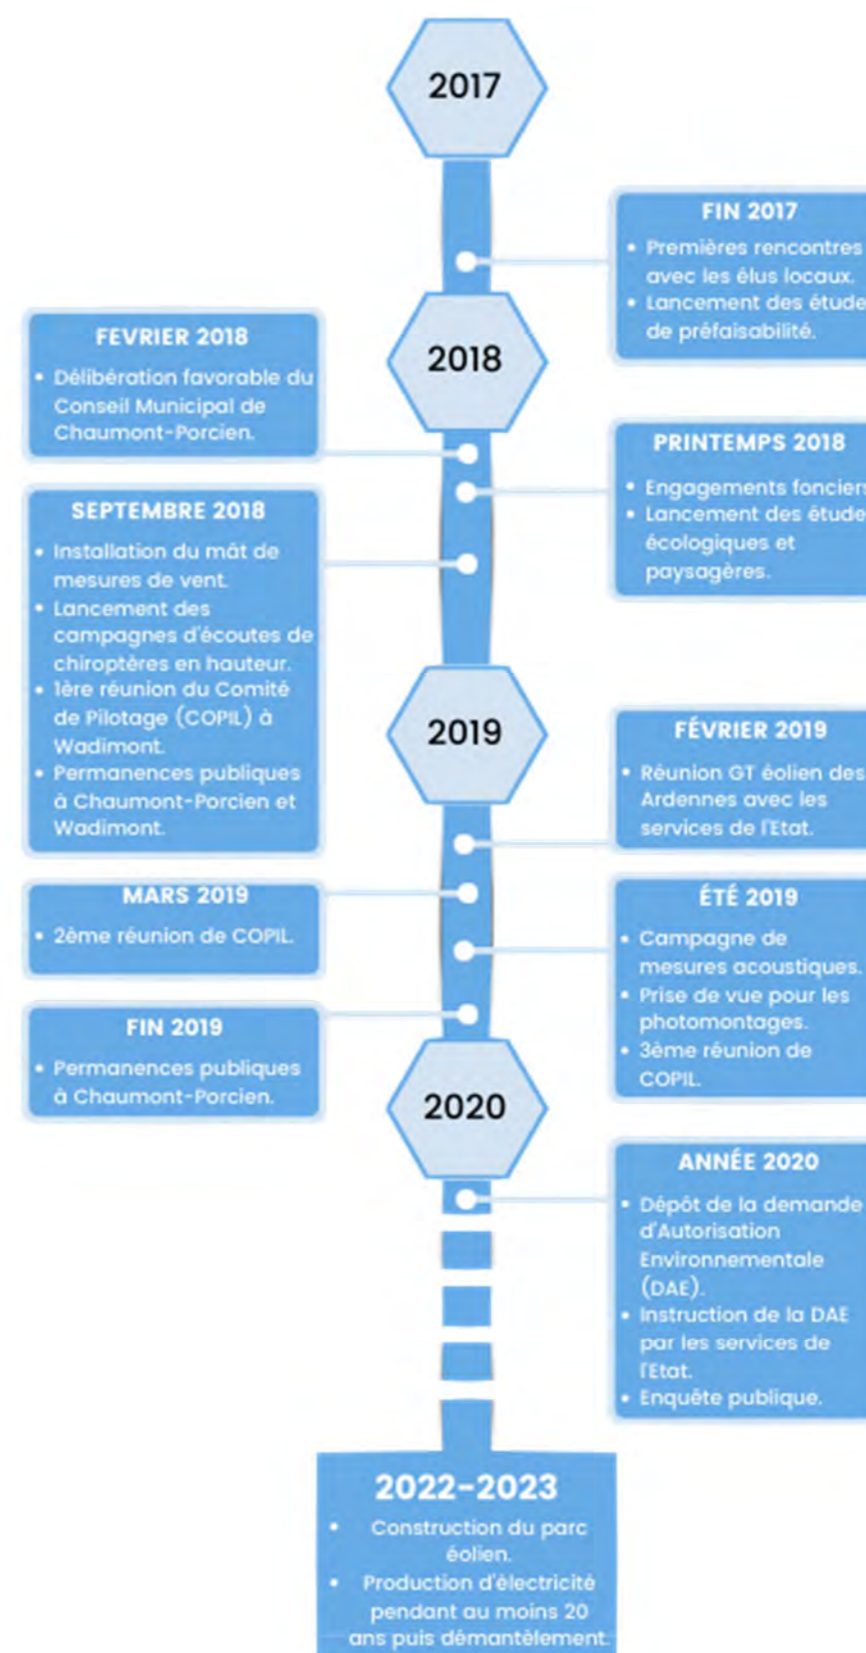 2017
FIN 2017
• Premières rencontres
avec les élus locaux.
• Lancement des étude
de préfaisabilité.
2018
FEVRIER 2018
• Délibération favorable du
Conseil Municipal de
Chaumont-Porcien.
PRINTEMPS 2018
• Engagements fonciers
• Lancement des étude
écologiques et
paysagères.
SEPTEMBRE 2018
• Installation du mât de
mesures de vent.
• Lancement des
campagnes d'écoutes de
chiroptères en hauteur.
• 1ère réunion du Comité
de Pilotage (COPIL) à
Wadimont.
• Permanences publiques
à Chaumont-Porcien et
Wadimont.
2019
FÉVRIER 2019
• Réunion GT éolien des
Ardennes avec les
services de l'Etat.
MARS 2019
• 2ème réunion de COPIL.
ÉTÉ 2019
• Campagne de
mesures acoustiques.
• Prise de vue pour les
photomontages.
• 3ème réunion de
COPIL.
FIN 2019
• Permanences publiques
à Chaumont-Porcien.
2020
ANNÉE 2020
• Dépôt de la demande
d'Autorisation
Environnementale
(DAE).
• Instruction de la DAE
par les services de
l'Etat.
• Enquête publique.
2022-2023
• Construction du parc
éolien.
• Production d'électricité
pendant au moins 20
ans puis démantèlement.